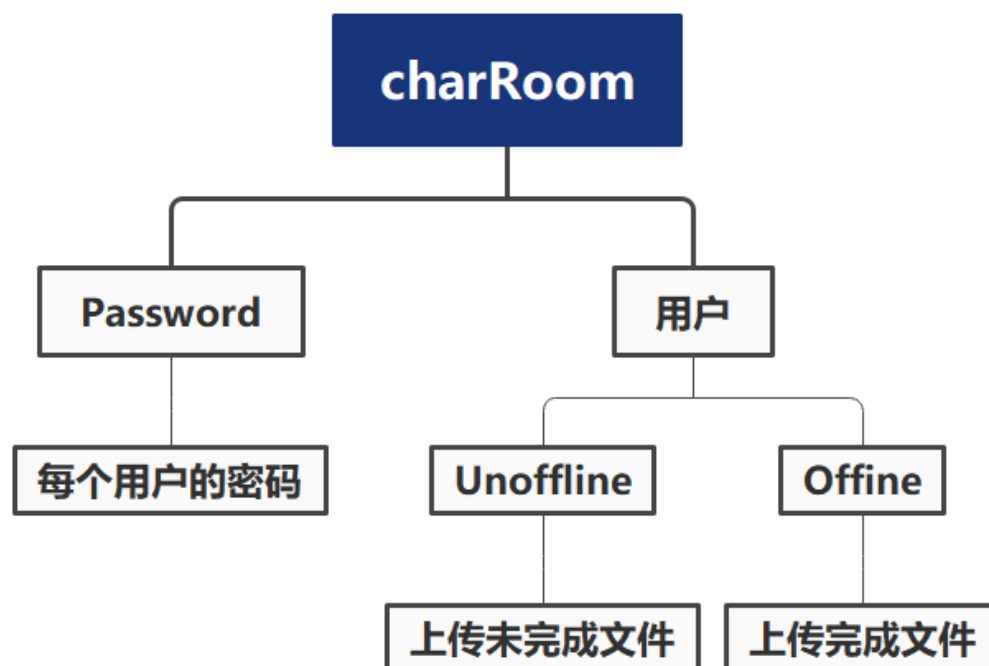 charRoom
Password
用户
每个用户的密码
Unoffline
Offine
上传未完成文件
上传完成文件